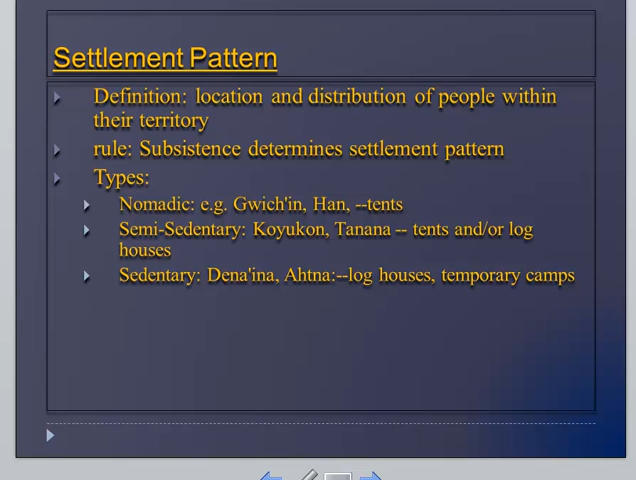 Settlement Pattern
Definition: location and distribution of people within
their territory
rule: Subsistence determines settlement pattern
Types:
Nomadic: e.g. Gwich'in, Han, --tents
Semi-Sedentary: Koyukon, Tanana -- tents and/or log
houses
Sedentary: Dena'ina, Ahtna:--log houses, temporary camps